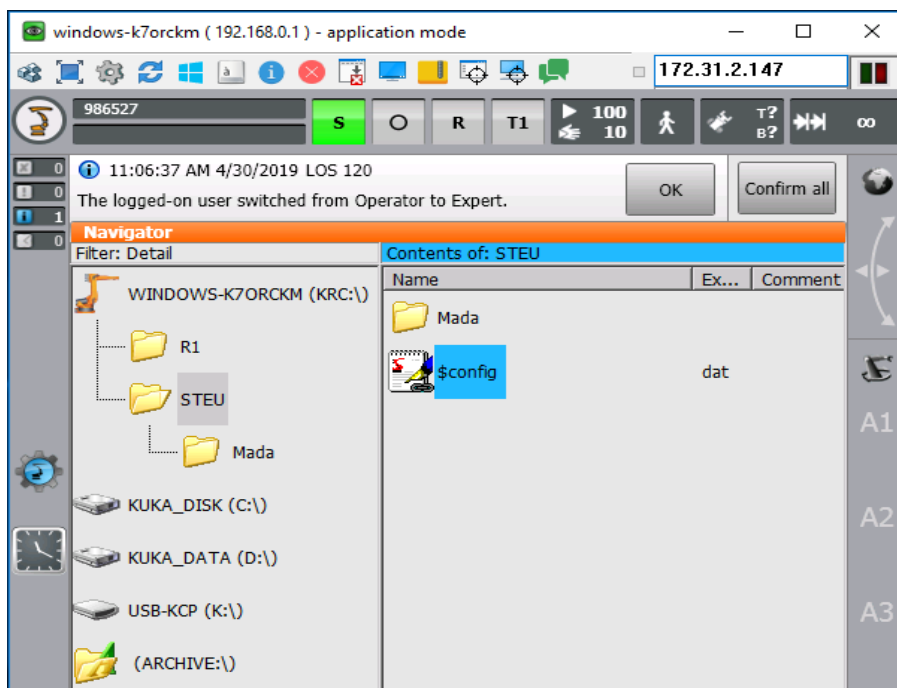 windows-k7orckm ( 192.168.0.1 ) - application mode
172.31.2.147
986527
S
O
R
T1
100
10
T?
B?
∞
0
0
1
0
11:06:37 AM 4/30/2019 LOS 120
The logged-on user switched from Operator to Expert.
OK
Confirm all
Navigator
Filter: Detail
Contents of: STEU
Name Ex... Comment
WINDOWS-K7ORCKM (KRC:\)
R1
STEU
Mada
KUKA_DISK (C:\)
KUKA_DATA (D:\)
USB-KCP (K:\)
(ARCHIVE:\)
Mada
$config dat
A1
A2
A3